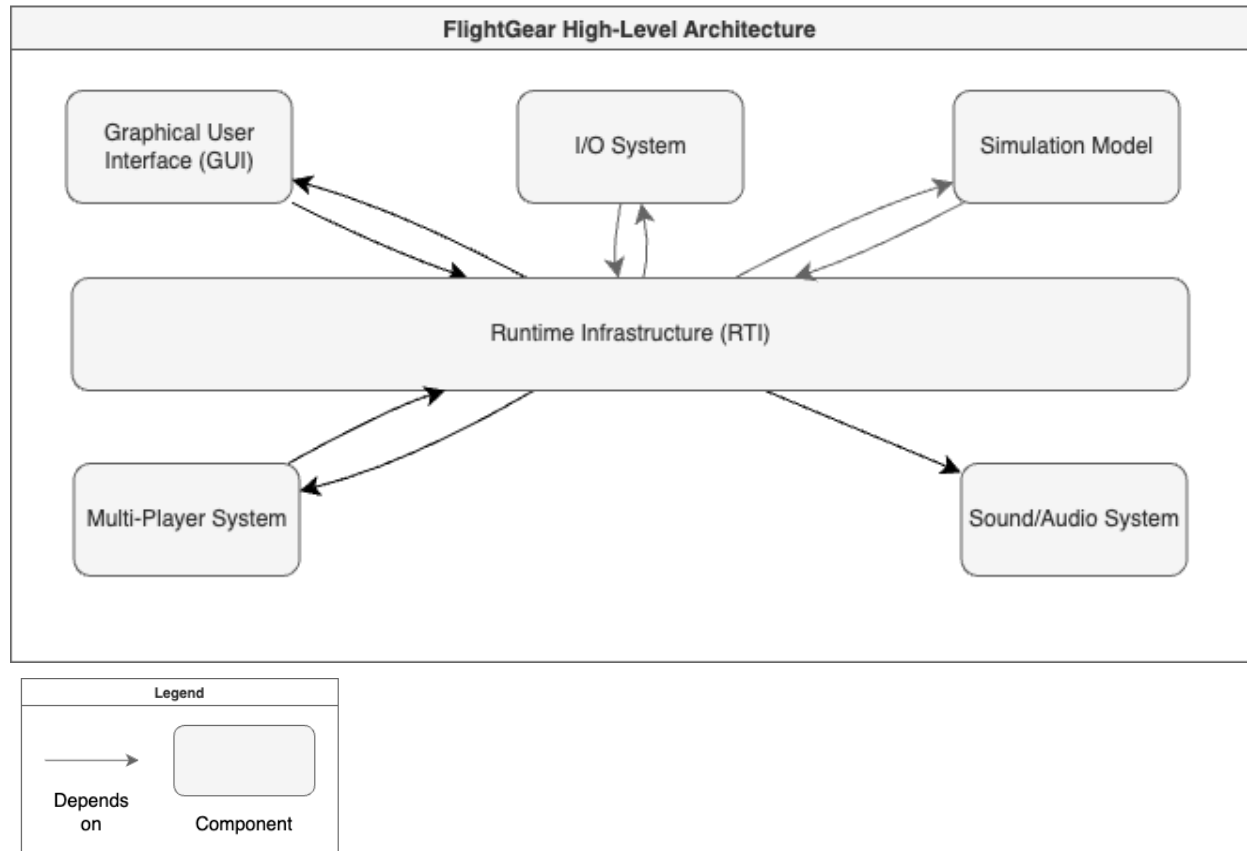 FlightGear High-Level Architecture
Graphical User
Interface (GUI)
I/O System
Simulation Model
Runtime Infrastructure (RTI)
Multi-Player System
Sound/Audio System
Legend
Depends
on
Component